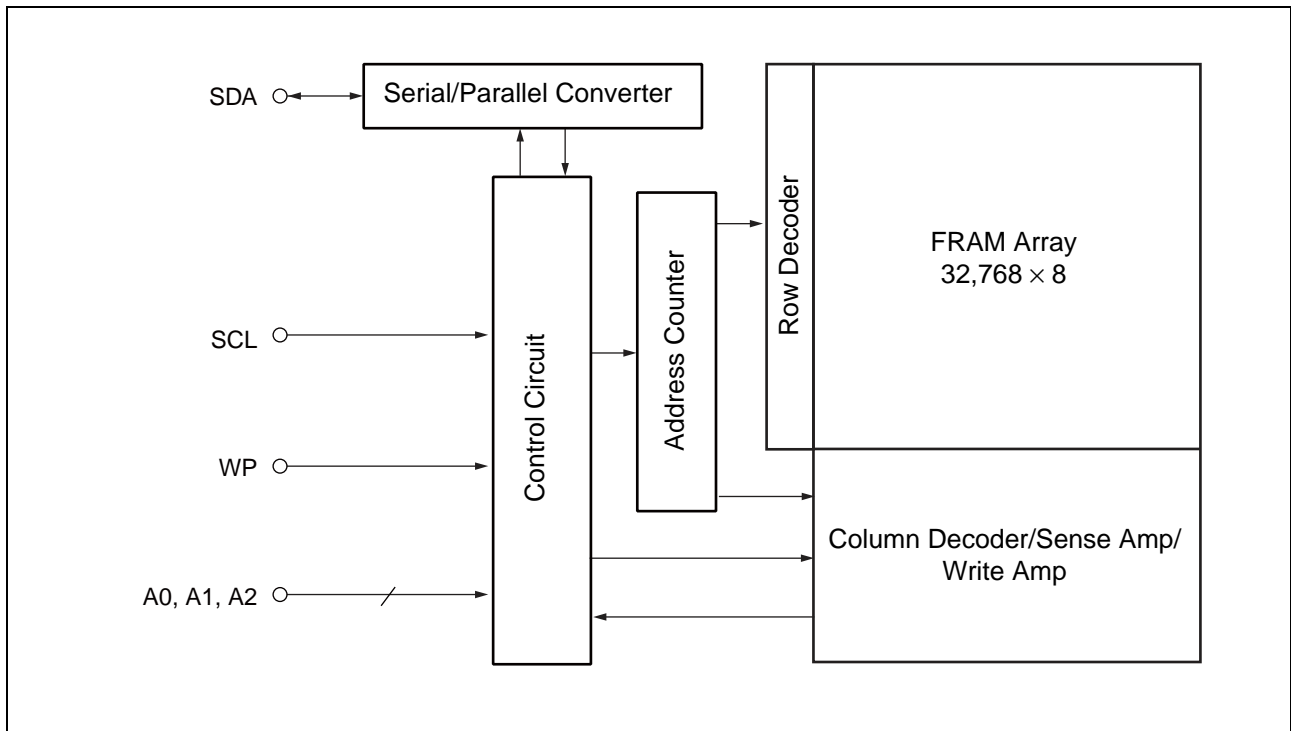 SDA
Serial/Parallel Converter
SCL
WP
A0, A1, A2
Control Circuit
Address Counter
Row Decoder
FRAM Array
32,768 × 8
Column Decoder/Sense Amp/
Write Amp